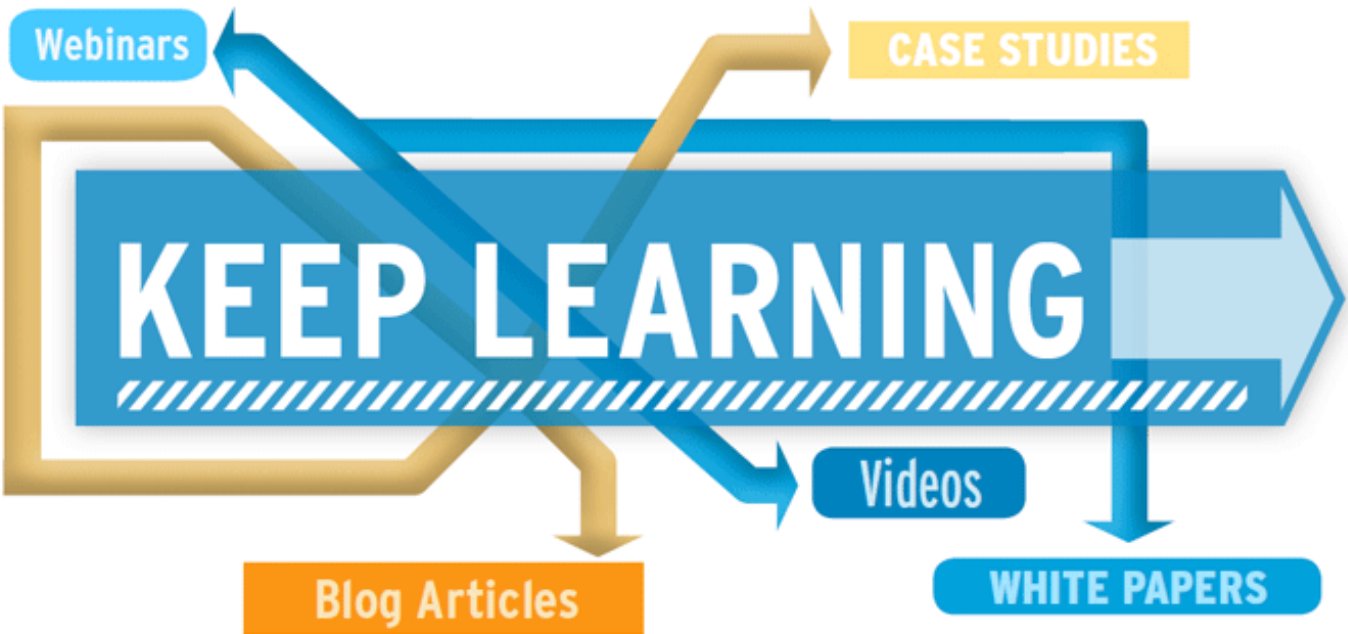 Webinars
CASE STUDIES
KEEP LEARNING
Videos
Blog Articles
WHITE PAPERS